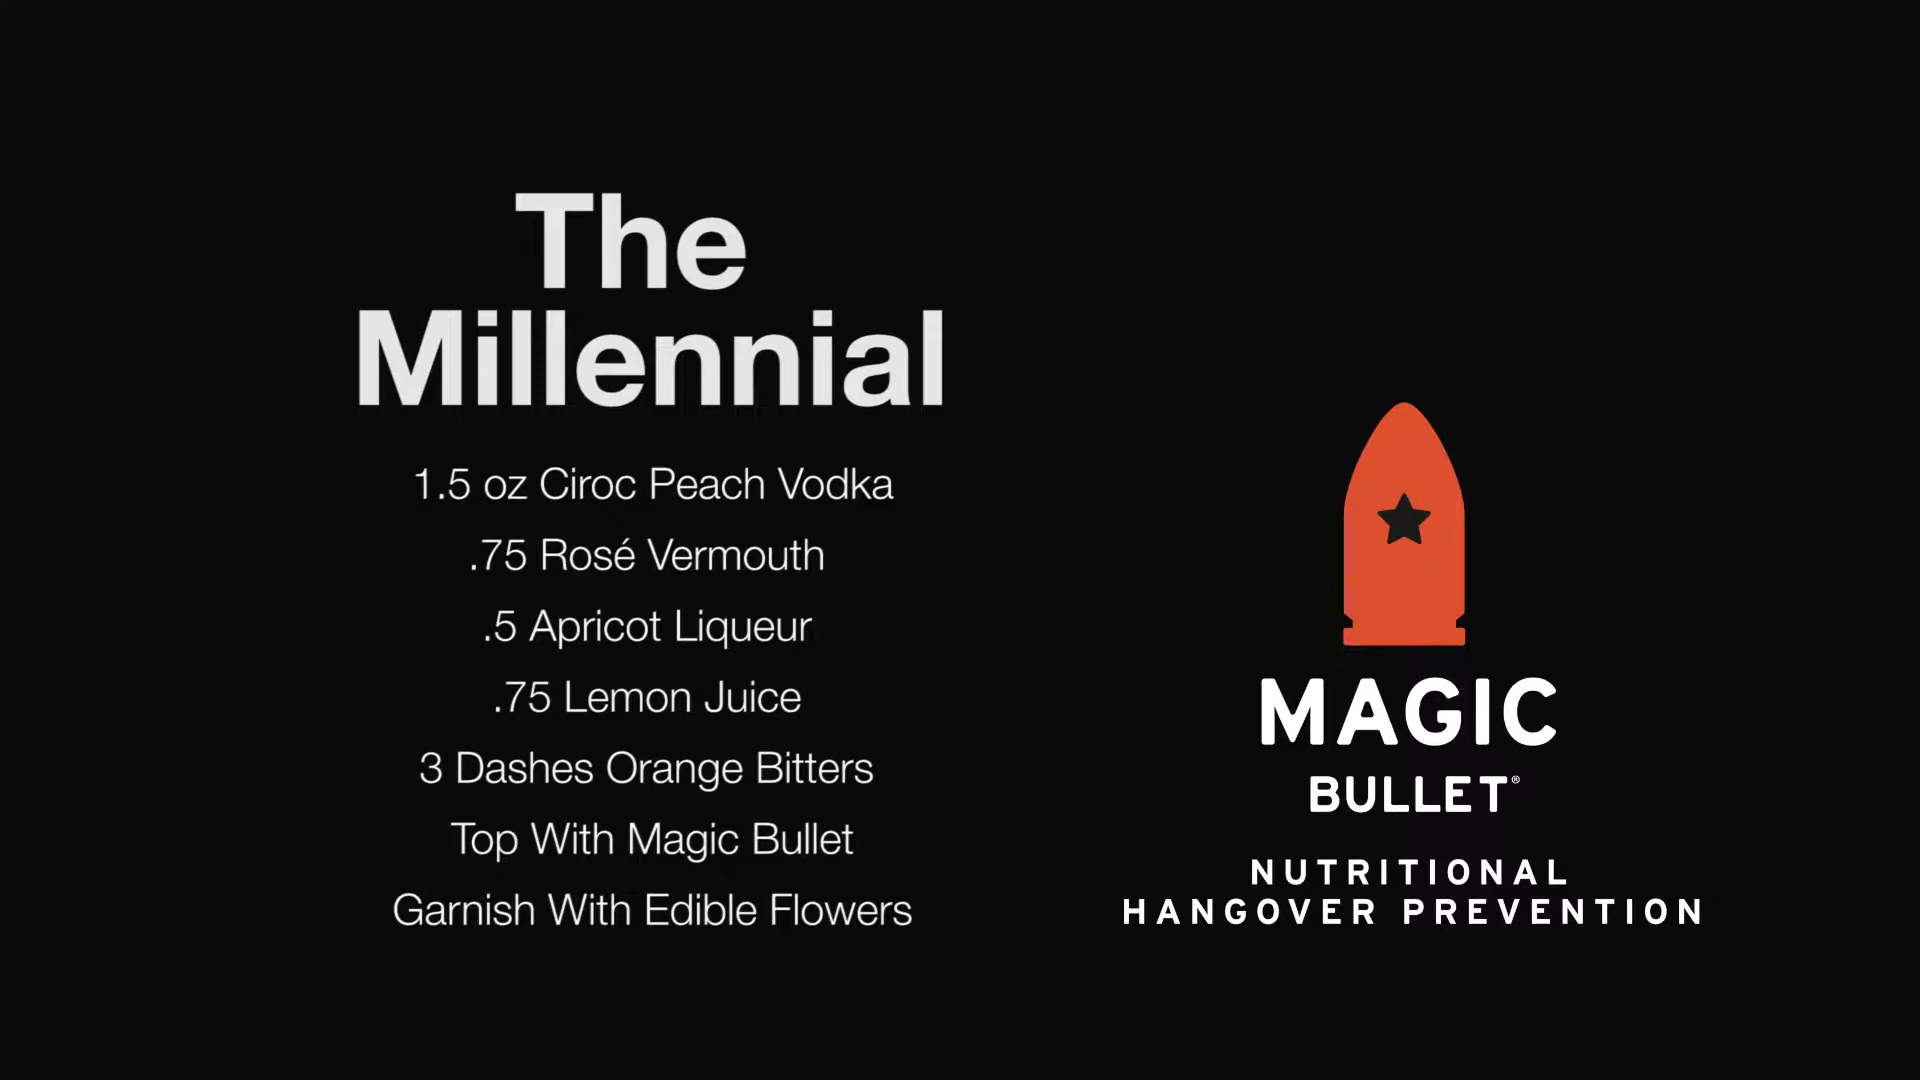 The
Millennial
1.5 oz Ciroc Peach Vodka
.75 Rosé Vermouth
.5 Apricot Liqueur
.75 Lemon Juice
3 Dashes Orange Bitters
Top With Magic Bullet
Garnish With Edible Flowers
MAGIC
BULLET®
NUTRITIONAL
HANGOVER PREVENTION